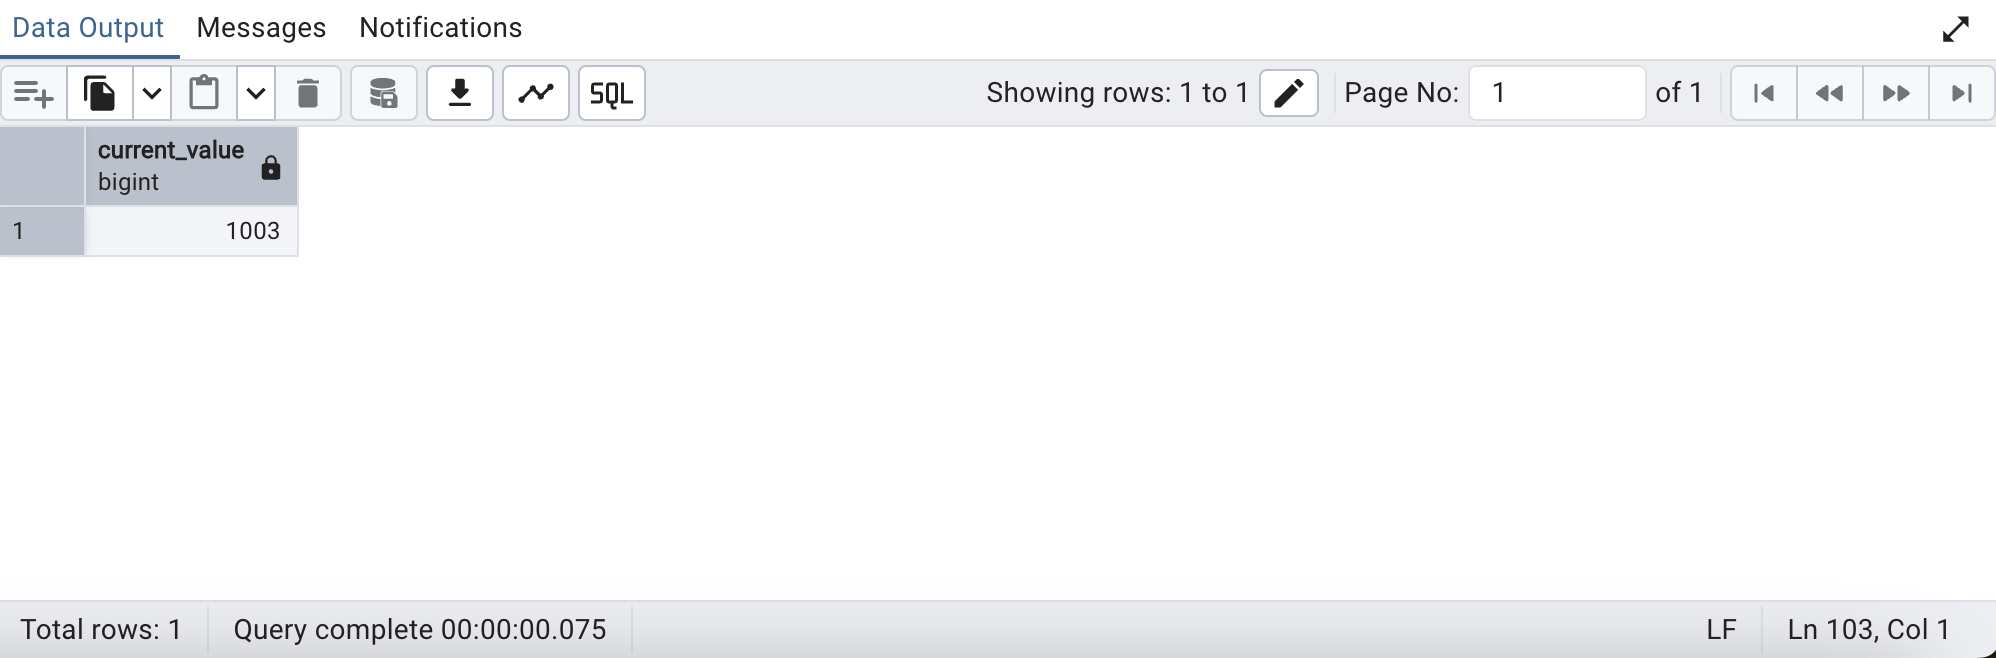 Data Output Messages Notifications
SQL Showing rows: 1 to 1 Page No: 1 of 1
current_value
bigint
1 1003
Total rows: 1 Query complete 00:00:00.075 LF Ln 103, Col 1